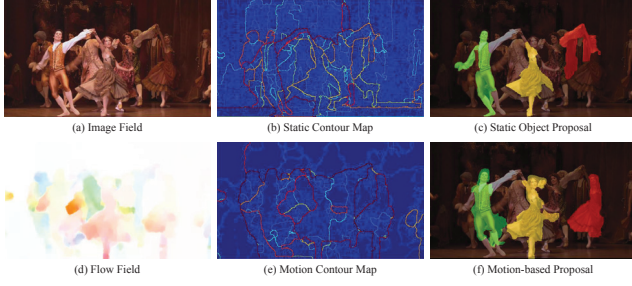 (a) Image Field
(b) Static Contour Map
(c) Static Object Proposal
(d) Flow Field
(e) Motion Contour Map
(f) Motion-based Proposal